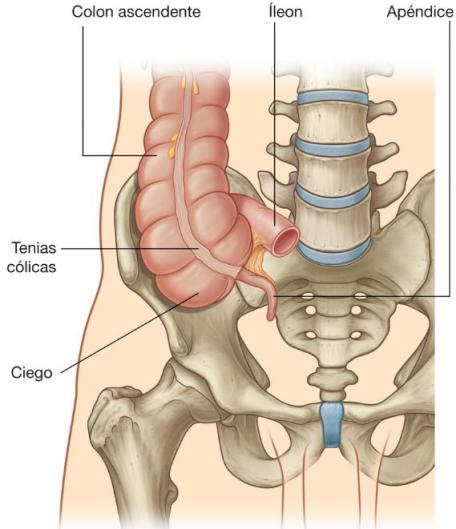 Colon ascendente
Íleon
Apéndice
Tenias
cólicas
Ciego